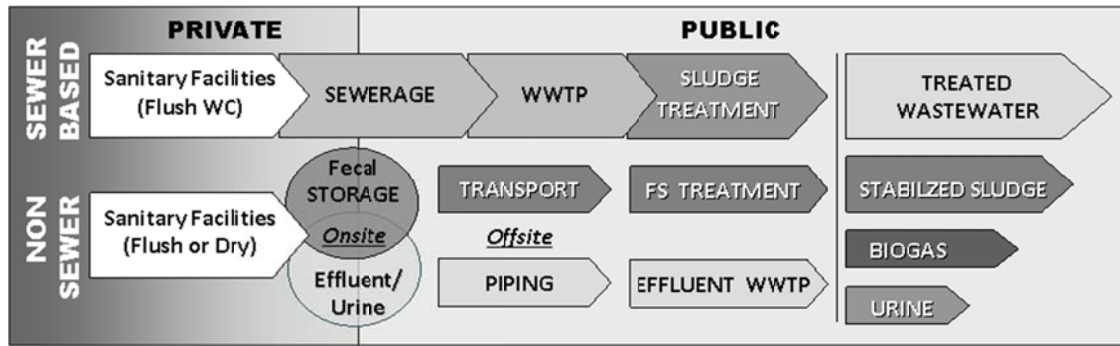 PRIVATE
PUBLIC
SEWER
BASED
Sanitary Facilities
(Flush WC)
SEWERAGE
WWTP
SLUDGE
TREATMENT
TREATED
WASTEWATER
NON
SEWER
Sanitary Facilities
(Flush or Dry)
Fecal
STORAGE
Onsite
Effluent/
Urine
TRANSPORT
Offsite
PIPING
FS TREATMENT
EFFLUENT WWTP
STABILZED SLUDGE
BIOGAS
URINE